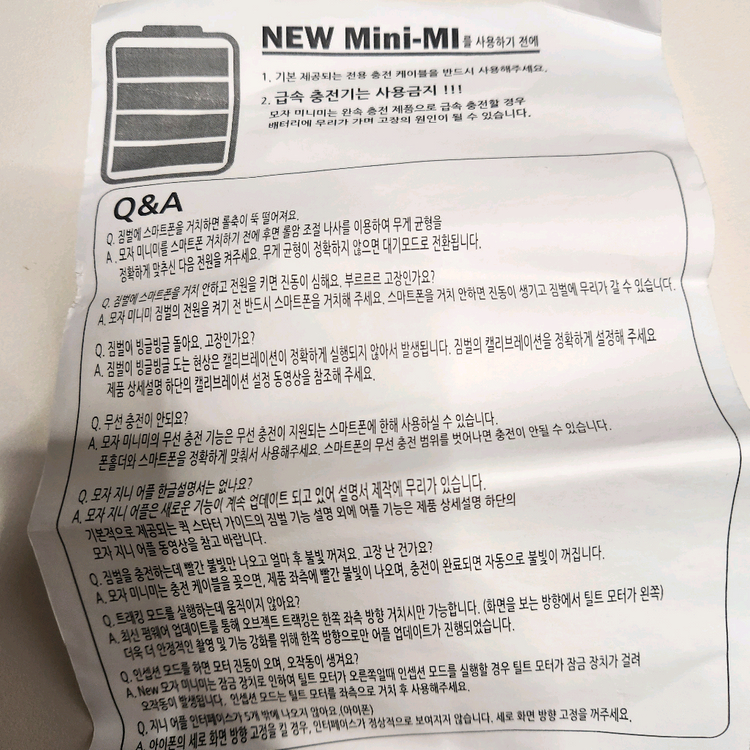 NEW Mini-MI를 사용하기 전에
1. 기본 제공되는 전용 충전 케이블을 반드시 사용해주세요.
2. 급속 충전기는 사용금지 !!!
모자 미니미는 완속 충전 제품으로 급속 충전할 경우
배터리에 무리가 가며 고장의 원인이 될 수 있습니다.
Q&A
Q. 짐벌에 스마트폰을 거치하면 롤축이 뚝 떨어져요.
A. 모자 미니미를 스마트폰 거치하기 전에 후면 롤암 조절 나사를 이용하여 무게 균형을
정확하게 맞추신 다음 전원을 켜주세요. 무게 균형이 정확하지 않으면 대기모드로 전환됩니다.
Q. 짐벌에 스마트폰을 거치 안하고 전원을 키면 진동이 심해요. 부르르르 고장인가요?
A. 모자 미니미 짐벌의 전원을 켜기 전 반드시 스마트폰을 거치해 주세요. 스마트폰을 거치 안하면 진동이 생기고 짐벌에 무리가 갈 수 있습니다.
Q. 짐벌이 빙글빙글 돌아요. 고장인가요?
A. 짐벌이 빙글빙글 도는 현상은 캘리브레이션이 정확하게 실행되지 않아서 발생됩니다. 짐벌의 캘리브레이션을 정확하게 설정해 주세요
제품 상세설명 하단의 캘리브레이션 설정 동영상을 참조해 주세요.
Q. 무선 충전이 안되요?
A. 모자 미니미의 무선 충전 기능은 무선 충전이 지원되는 스마트폰에 한해 사용하실 수 있습니다.
폰홀더와 스마트폰을 정확하게 맞춰서 사용해주세요. 스마트폰의 무선 충전 범위를 벗어나면 충전이 안될 수 있습니다.
Q. 모자 지니 어플 한글설명서는 없나요?
A. 모자 지니 어플은 새로운 기능이 계속 업데이트 되고 있어 설명서 제작에 무리가 있습니다.
기본적으로 제공되는 퀵 스타터 가이드의 짐벌 기능 설명 외에 어플 기능은 제품 상세설명 하단의
모자 지니 어플 동영상을 참고 바랍니다.
Q. 짐벌을 충전하는데 빨간 불빛만 나오고 얼마 후 불빛 꺼져요. 고장 난 건가요?
A. 모자 미니미는 충전 케이블을 꽂으면, 제품 좌측에 빨간 불빛이 나오며, 충전이 완료되면 자동으로 불빛이 꺼집니다.
Q. 트래킹 모드를 실행하는데 움직이지 않아요?
A. 최신 펌웨어 업데이트를 통해 오브젝트 트랙킹은 한쪽 좌측 방향 거치시만 가능합니다. (화면을 보는 방향에서 틸트 모터가 왼쪽)
더욱 더 안정적인 촬영 및 기능 강화를 위해 한쪽 방향으로만 어플 업데이트가 진행되었습니다.
Q. 인셉션 모드를 하면 모터 진동이 오며, 오작동이 생겨요?
A. New 모자 미니미는 잠금 장치로 인하여 틸트 모터가 오른쪽일때 인셉션 모드를 실행할 경우 틸트 모터가 잠금 장치가 걸려
오작동이 발생됩니다. 인셉션 모드는 틸트 모터를 좌측으로 거치 후 사용해주세요.
Q. 지니 어플 인터페이스가 5개 밖에 나오지 않아요 (아이폰)
A. 아이폰의 세로 화면 방향 고정을 킬 경우, 인터페이스가 정상적으로 보여지지 않습니다. 세로 화면 방향 고정을 꺼주세요.